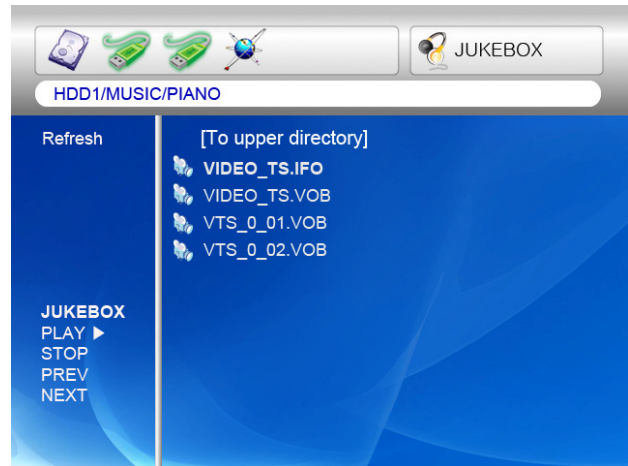 JUKEBOX
HDD1/MUSIC/PIANO
Refresh
[To upper directory]
VIDEO_TS.IFO
VIDEO_TS.VOB
VTS_0_01.VOB
VTS_0_02.VOB
JUKEBOX
PLAY ▶
STOP
PREV
NEXT